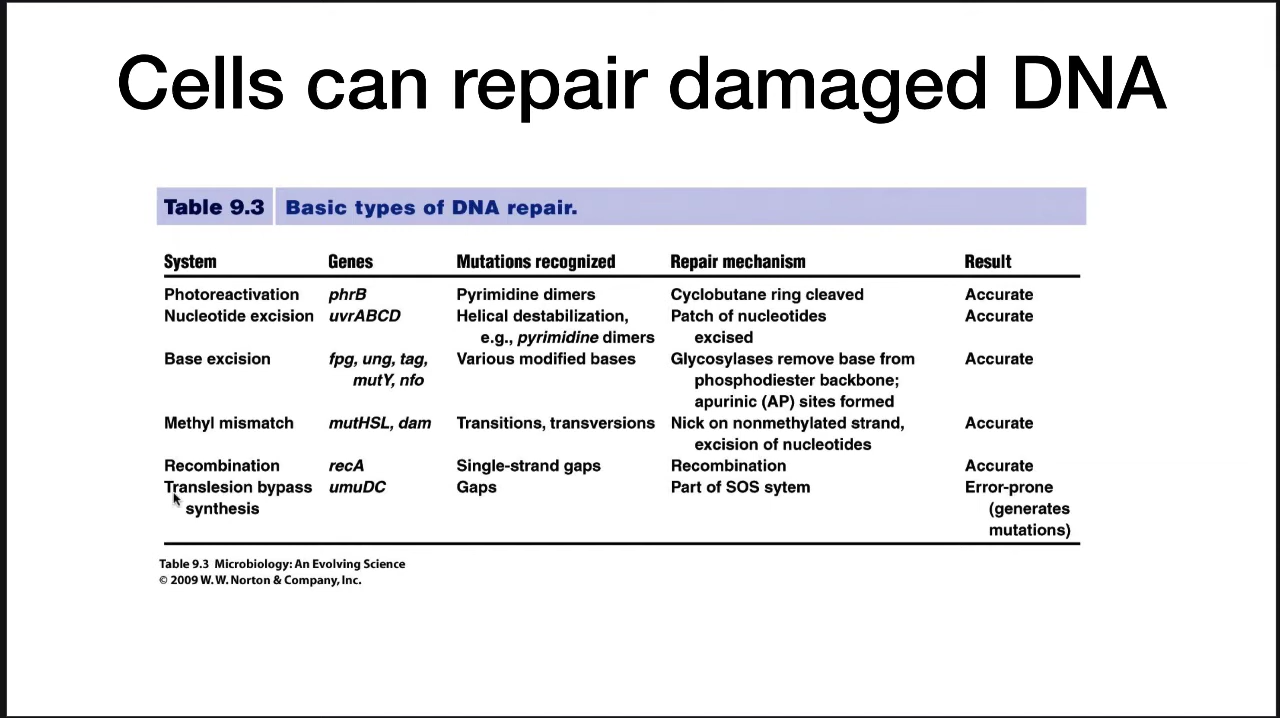 Cells can repair damaged DNA
Table 9.3 Basic types of DNA repair.
System Genes Mutations recognized Repair mechanism Result
Photoreactivation phrB Pyrimidine dimers Cyclobutane ring cleaved Accurate
Nucleotide excision uvrABCD Helical destabilization, Patch of nucleotides Accurate
e.g., pyrimidine dimers excised
Base excision fpg, ung, tag, Various modified bases Glycosylases remove base from Accurate
mutY, nfo phosphodiester backbone;
apurinic (AP) sites formed
Methyl mismatch mutHSL, dam Transitions, transversions Nick on nonmethylated strand, Accurate
excision of nucleotides
Recombination recA Single-strand gaps Recombination Accurate
Translesion bypass umuDC Gaps Part of SOS sytem Error-prone
synthesis (generates
mutations)
Table 9.3 Microbiology: An Evolving Science
© 2009 W. W. Norton & Company, Inc.